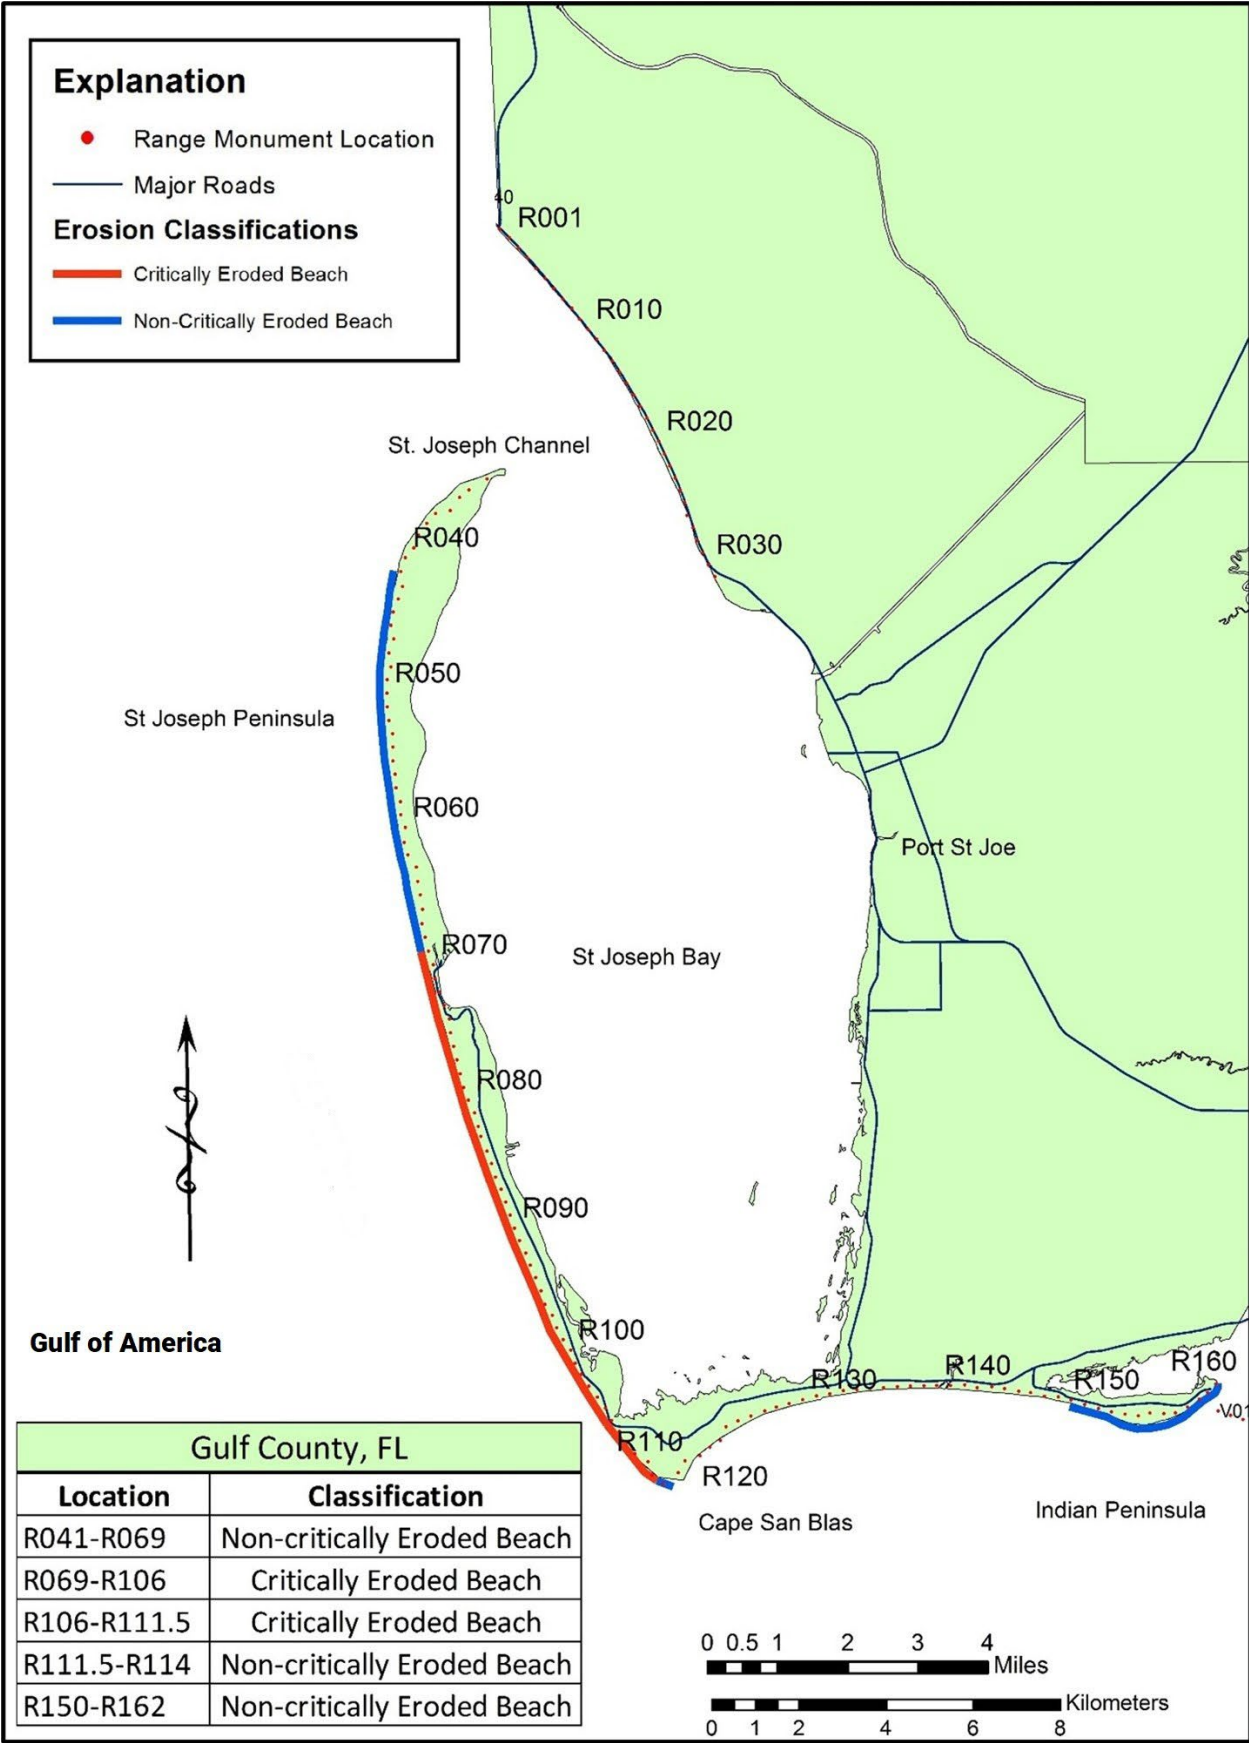 Explanation
Range Monument Location
Major Roads
Erosion Classifications
Critically Eroded Beach
Non-Critically Eroded Beach
40
R001
R010
R020
St. Joseph Channel
R040
R030
R050
St Joseph Peninsula
R060
Port St Joe
R070
St Joseph Bay
R080
R090
Gulf of America
R100
R130
R140
R150
R160
V01
R110
R120
Cape San Blas
Indian Peninsula
Gulf County, FL
Location Classification
R041-R069 Non-critically Eroded Beach
R069-R106 Critically Eroded Beach
R106-R111.5 Critically Eroded Beach
R111.5-R114 Non-critically Eroded Beach
R150-R162 Non-critically Eroded Beach
0 0.5 1 2 3 4
Miles
Kilometers
0 1 2 4 6 8